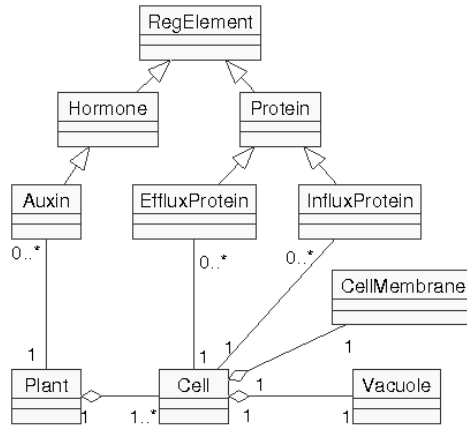 RegElement
Hormone Protein
Auxin EffluxProtein InfluxProtein
0..* 0..* 0..*
CellMembrane
1 1 1 1
Plant Cell 1 Vacuole
1 1..* 1 1